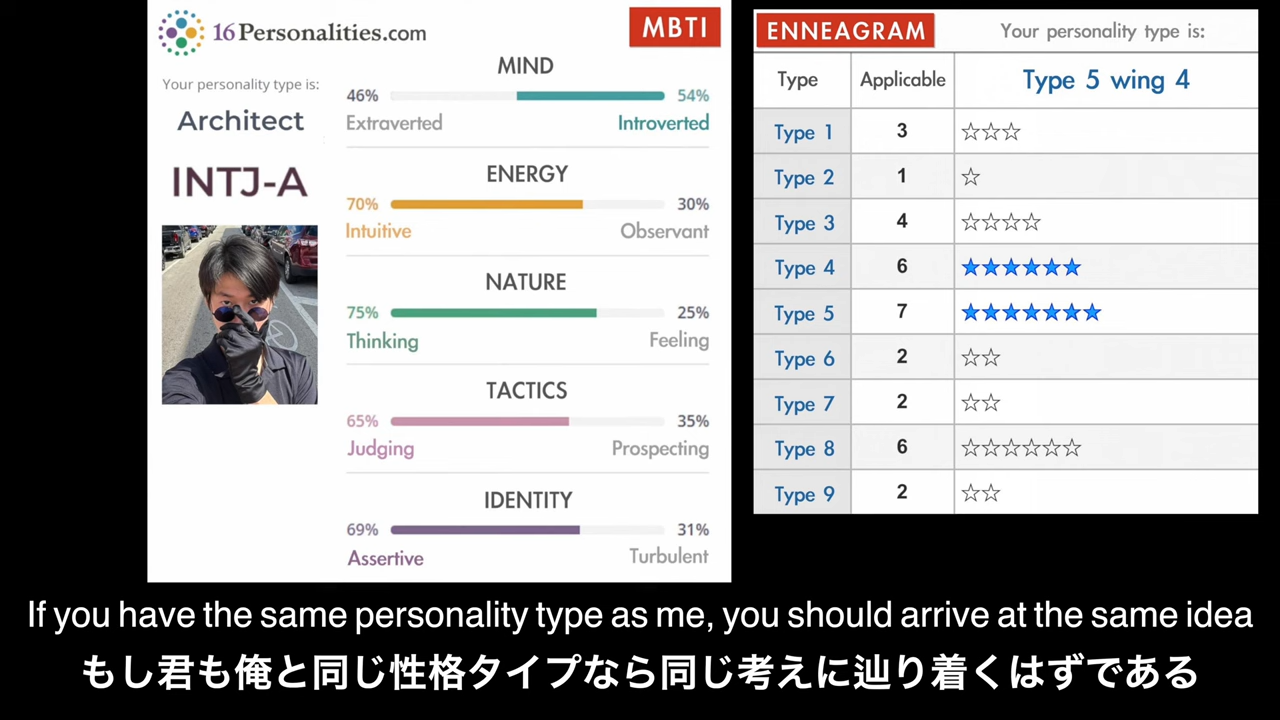 16Personalities.com
MBTI
Your personality type is:
Architect
INTJ-A
MIND
46% 54%
Extraverted Introverted
ENERGY
70% 30%
Intuitive Observant
NATURE
75% 25%
Thinking Feeling
TACTICS
65% 35%
Judging Prospecting
IDENTITY
69% 31%
Assertive Turbulent
ENNEAGRAM Your personality type is:
Type Applicable Type 5 wing 4
Type 1 3 ☆☆☆
Type 2 1 ☆
Type 3 4 ☆☆☆☆
Type 4 6 ★★★★★★
Type 5 7 ★★★★★★★
Type 6 2 ☆☆
Type 7 2 ☆☆
Type 8 6 ☆☆☆☆☆☆
Type 9 2 ☆☆
If you have the same personality type as me, you should arrive at the same idea
もし君も俺と同じ性格タイプなら同じ考えに辿り着くはずである